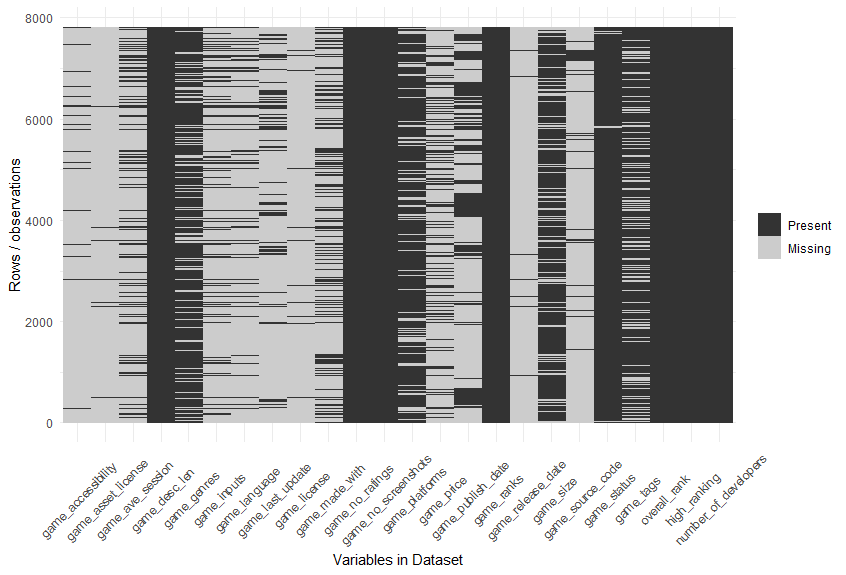 8000
6000
4000
2000
0
Rows / observations
Present
Missing
game_accessibility
game_asset_license
game_ave_session
game_desc_len
game_genres
game_inputs
game_language
game_last_update
game_license
game_made_with
game_no_ratings
game_no_screenshots
game_platforms
game_price
game_publish_date
game_ranks
game_release_date
game_size
game_source_code
game_status
game_tags
overall_rank
high_ranking
number_of_developers
Variables in Dataset